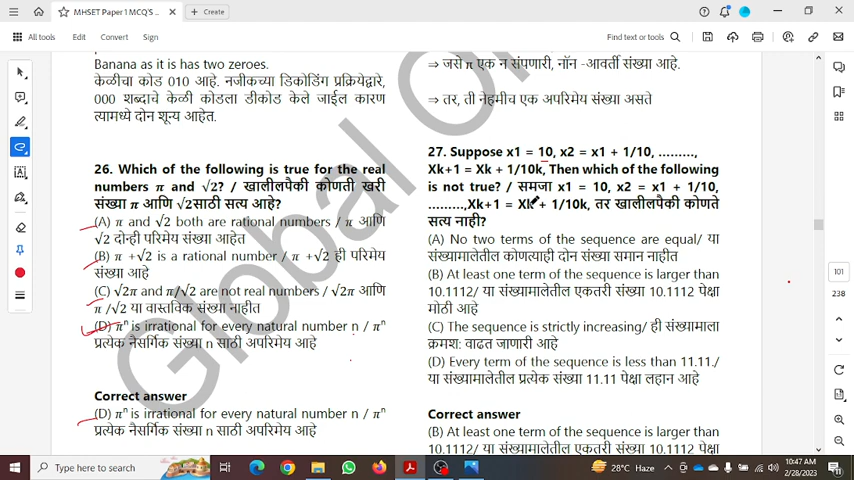 MHSET Paper 1 MCQ'S ...
Create
All tools
Edit
Convert
Sign
Find text or tools
Banana as it has two zeroes.
केळीचा कोड 010 आहे. नजीकच्या डिकोडिंग प्रक्रियेद्वारे,
000 शब्दाचे केळी कोडला डीकोड केले जाईल कारण
त्यामध्ये दोन शून्य आहेत.
26. Which of the following is true for the real
numbers π and √2? / खालीलपैकी कोणती खरी
संख्या π आणि √2साठी सत्य आहे?
(A) π and √2 both are rational numbers / π आणि
√2 दोन्ही परिमेय संख्या आहेत
(B) π +√2 is a rational number / π +√2 ही परिमेय
संख्या आहे
(C) √2π and π/√2 are not real numbers / √2π आणि
π /√2 या वास्तविक संख्या नाहीत
(D) πⁿ is irrational for every natural number n / πⁿ
प्रत्येक नैसर्गिक संख्या n साठी अपरिमेय आहे
Correct answer
(D) πⁿ is irrational for every natural number n / πⁿ
प्रत्येक नैसर्गिक संख्या n साठी अपरिमेय आहे
⇒ जसे π एक न संपणारी, नॉन -आवर्ती संख्या आहे.
⇒ तर, ती नेहमीच एक अपरिमेय संख्या असते
27. Suppose x1 = 10, x2 = x1 + 1/10, .........,
Xk+1 = Xk + 1/10k, Then which of the following
is not true? / समजा x1 = 10, x2 = x1 + 1/10,
.........,Xk+1 = Xk + 1/10k, तर खालीलपैकी कोणते
सत्य नाही?
(A) No two terms of the sequence are equal/ या
संख्यामालेतील कोणत्याही दोन संख्या समान नाहीत
(B) At least one term of the sequence is larger than
10.1112/ या संख्यामालेतील एकतरी संख्या 10.1112 पेक्षा
मोठी आहे
(C) The sequence is strictly increasing/ ही संख्यामाला
क्रमश: वाढत जाणारी आहे
(D) Every term of the sequence is less than 11.11./
या संख्यामालेतील प्रत्येक संख्या 11.11 पेक्षा लहान आहे
Correct answer
(B) At least one term of the sequence is larger than
10.1112/ या संख्यामालेतील एकतरी संख्या 10.1112 पेक्षा
Global O
101
238
Type here to search
28°C Haze
10:47 AM
2/28/2023